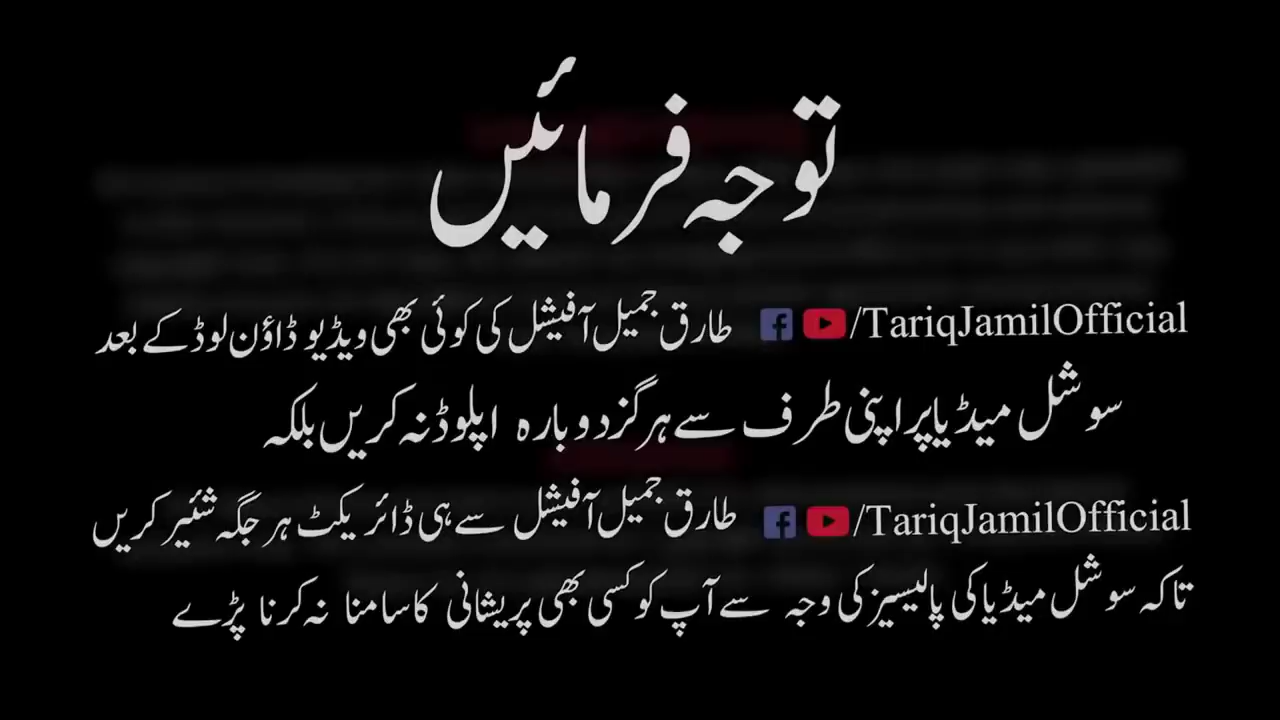 توجہ فرمائیں
/TariqJamilOfficial طارق جمیل آفیشل کی کوئی بھی ویڈیو ڈاؤن لوڈ کے بعد
سوشل میڈیا پر اپنی طرف سے ہرگز دوبارہ اپلوڈ نہ کریں بلکہ
/TariqJamilOfficial طارق جمیل آفیشل سے ہی ڈائریکٹ ہر جگہ شئیر کریں
تاکہ سوشل میڈیا کی پالیسیز کی وجہ سے آپ کو کسی بھی پریشانی کا سامنا نہ کرنا پڑے